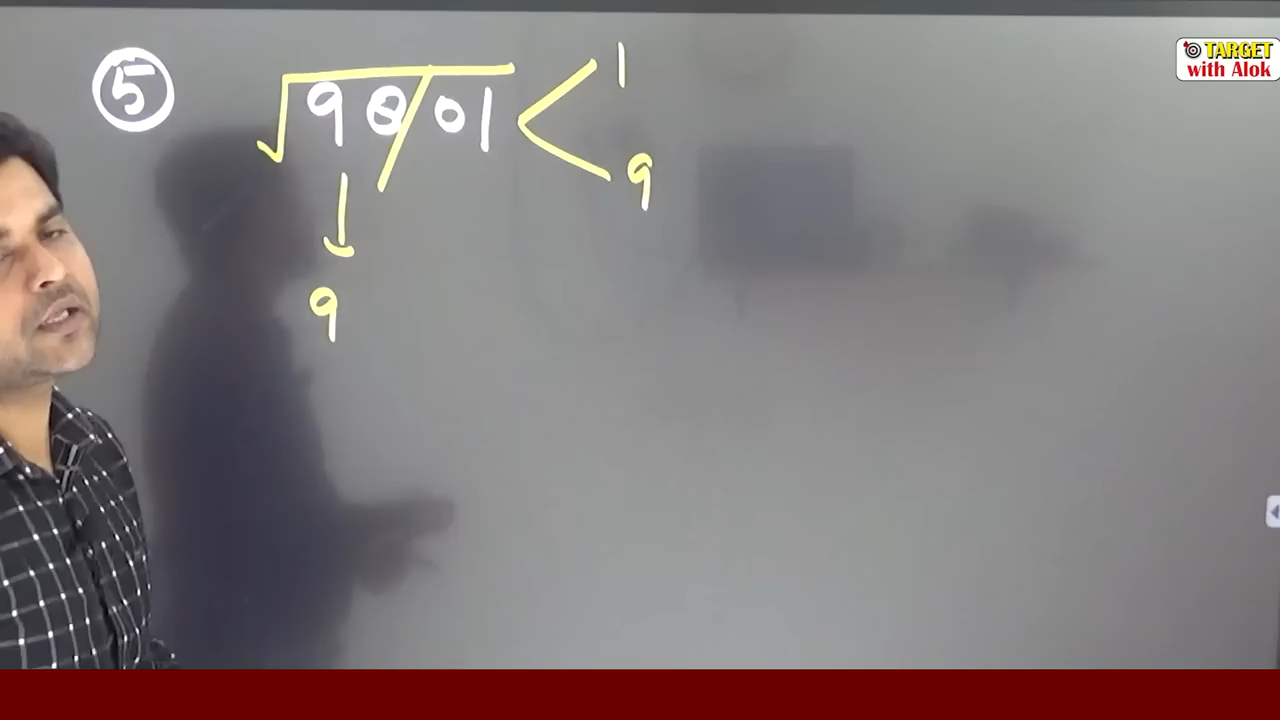 ⑤ √98/01 < 1
9
9
TARGET
with Alok